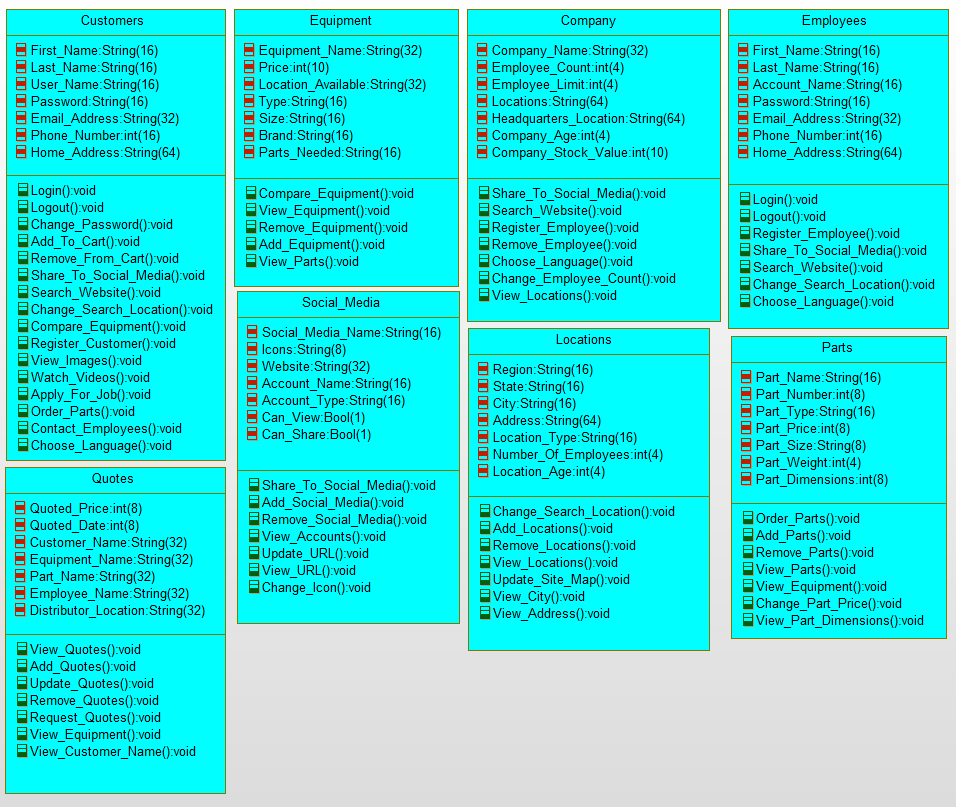 Customers
First_Name:String(16)
Last_Name:String(16)
User_Name:String(16)
Password:String(16)
Email_Address:String(32)
Phone_Number:int(16)
Home_Address:String(64)
Login():void
Logout():void
Change_Password():void
Add_To_Cart():void
Remove_From_Cart():void
Share_To_Social_Media():void
Search_Website():void
Change_Search_Location():void
Compare_Equipment():void
Register_Customer():void
View_Images():void
Watch_Videos():void
Apply_For_Job():void
Order_Parts():void
Contact_Employees():void
Choose_Language():void
Equipment
Equipment_Name:String(32)
Price:int(10)
Location_Available:String(32)
Type:String(16)
Size:String(16)
Brand:String(16)
Parts_Needed:String(16)
Compare_Equipment():void
View_Equipment():void
Remove_Equipment():void
Add_Equipment():void
View_Parts():void
Company
Company_Name:String(32)
Employee_Count:int(4)
Employee_Limit:int(4)
Locations:String(64)
Headquarters_Location:String(64)
Company_Age:int(4)
Company_Stock_Value:int(10)
Share_To_Social_Media():void
Search_Website():void
Register_Employee():void
Remove_Employee():void
Choose_Language():void
Change_Employee_Count():void
View_Locations():void
Employees
First_Name:String(16)
Last_Name:String(16)
Account_Name:String(16)
Password:String(16)
Email_Address:String(32)
Phone_Number:int(16)
Home_Address:String(64)
Login():void
Logout():void
Register_Employee():void
Share_To_Social_Media():void
Search_Website():void
Change_Search_Location():void
Choose_Language():void
Social_Media
Social_Media_Name:String(16)
Icons:String(8)
Website:String(32)
Account_Name:String(16)
Account_Type:String(16)
Can_View:Bool(1)
Can_Share:Bool(1)
Share_To_Social_Media():void
Add_Social_Media():void
Remove_Social_Media():void
View_Accounts():void
Update_URL():void
View_URL():void
Change_Icon():void
Locations
Region:String(16)
State:String(16)
City:String(16)
Address:String(64)
Location_Type:String(16)
Number_Of_Employees:int(4)
Location_Age:int(4)
Change_Search_Location():void
Add_Locations():void
Remove_Locations():void
View_Locations():void
Update_Site_Map():void
View_City():void
View_Address():void
Parts
Part_Name:String(16)
Part_Number:int(8)
Part_Type:String(16)
Part_Price:int(8)
Part_Size:String(8)
Part_Weight:int(4)
Part_Dimensions:int(8)
Order_Parts():void
Add_Parts():void
Remove_Parts():void
View_Parts():void
View_Equipment():void
Change_Part_Price():void
View_Part_Dimensions():void
Quotes
Quoted_Price:int(8)
Quoted_Date:int(8)
Customer_Name:String(32)
Equipment_Name:String(32)
Part_Name:String(32)
Employee_Name:String(32)
Distributor_Location:String(32)
View_Quotes():void
Add_Quotes():void
Update_Quotes():void
Remove_Quotes():void
Request_Quotes():void
View_Equipment():void
View_Customer_Name():void